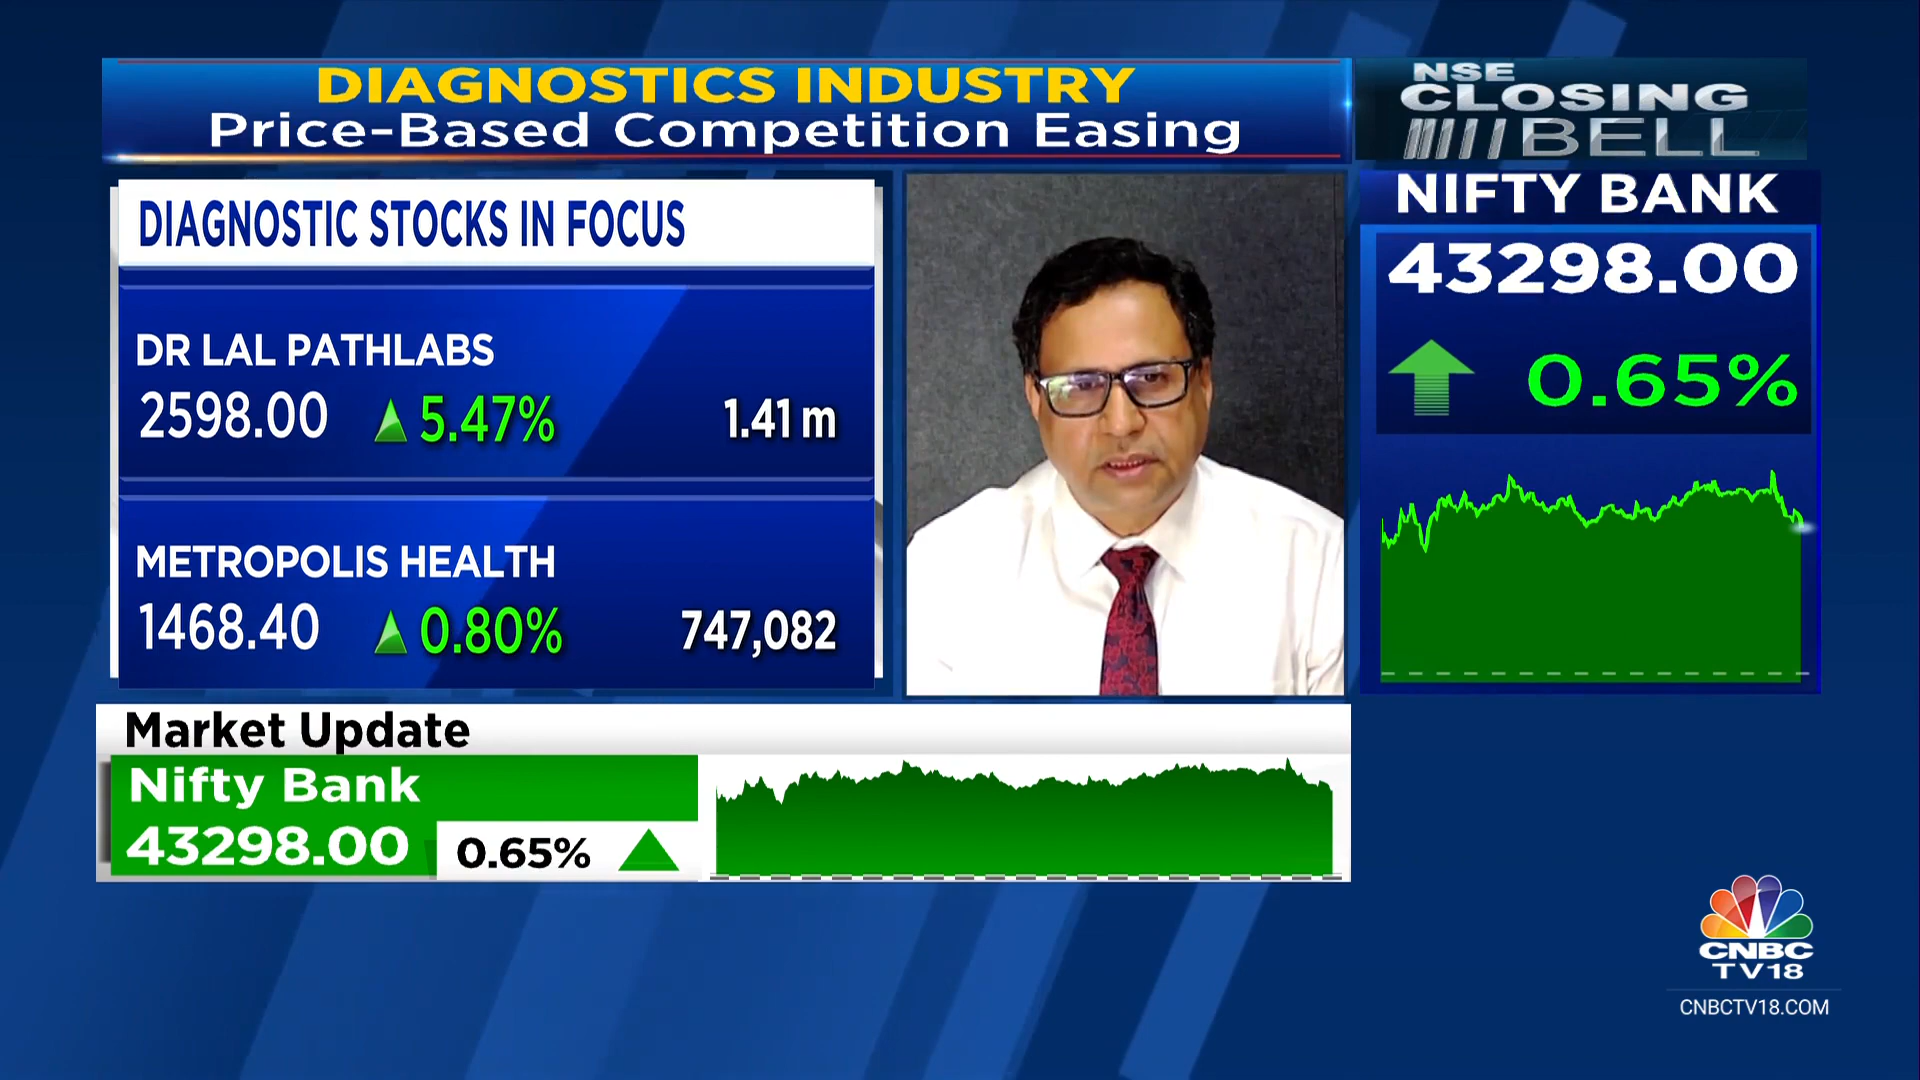 DIAGNOSTICS INDUSTRY
Price-Based Competition Easing
NSE
CLOSING
BELL
DIAGNOSTIC STOCKS IN FOCUS
DR LAL PATHLABS
2598.00 5.47% 1.41 m
METROPOLIS HEALTH
1468.40 0.80% 747,082
NIFTY BANK
43298.00
0.65%
Market Update
Nifty Bank
43298.00 0.65%
CNBC
TV18
CNBCTV18.COM